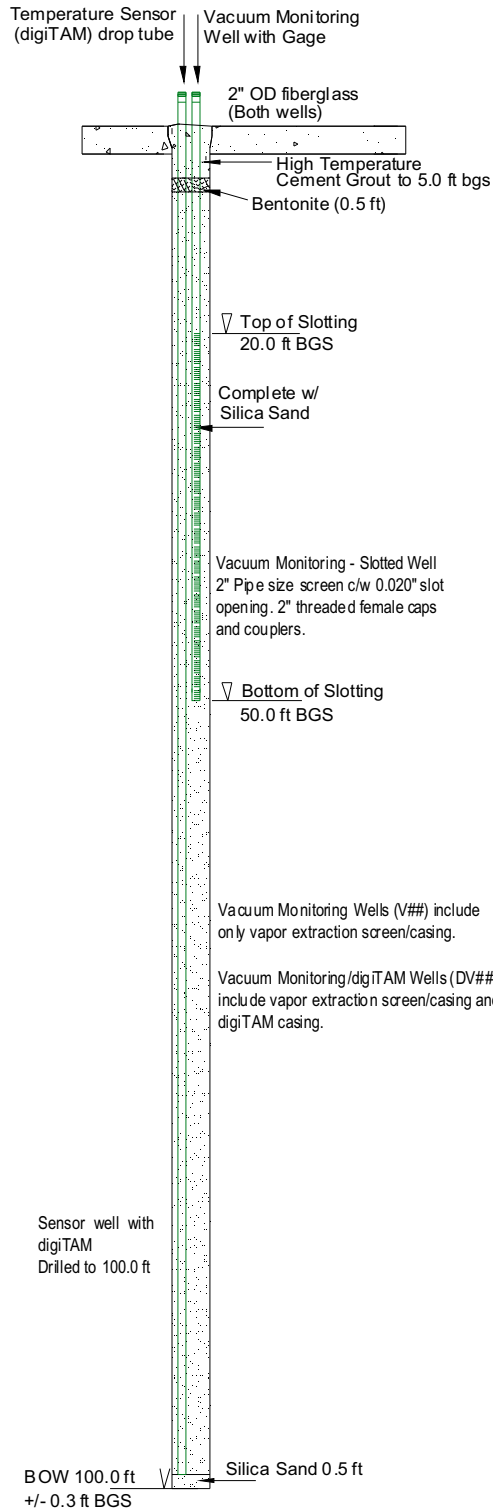 Temperature Sensor
(digiTAM) drop tube
Vacuum Monitoring
Well with Gage
2" OD fiberglass
(Both wells)
High Temperature
Cement Grout to 5.0 ft bgs
Bentonite (0.5 ft)
Top of Slotting
20.0 ft BGS
Complete w/
Silica Sand
Vacuum Monitoring - Slotted Well
2" Pipe size screen c/w 0.020" slot
opening. 2" threaded female caps
and couplers.
Bottom of Slotting
50.0 ft BGS
Vacuum Monitoring Wells (V##) include
only vapor extraction screen/casing.
Vacuum Monitoring/digiTAM Wells (DV##
include vapor extraction screen/casing and
digiTAM casing.
Sensor well with
digiTAM
Drilled to 100.0 ft
BOW 100.0 ft
+/- 0.3 ft BGS
Silica Sand 0.5 ft